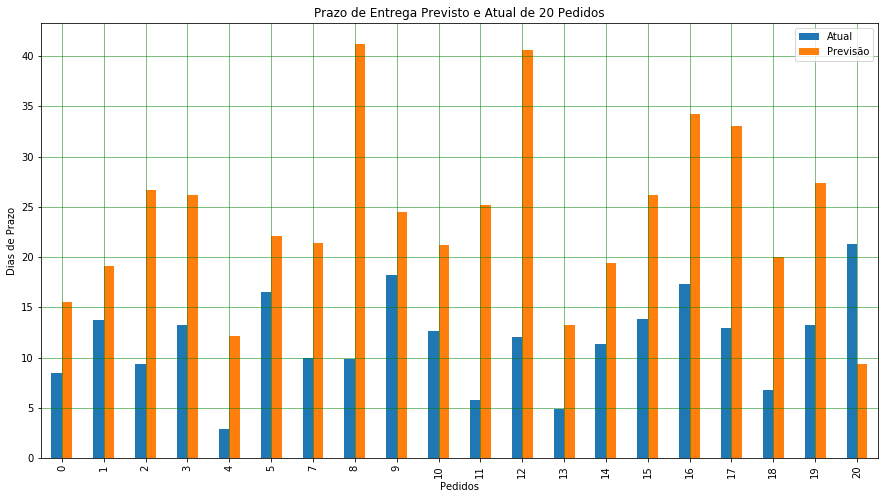 Prazo de Entrega Previsto e Atual de 20 Pedidos
Atual
Previsão
Dias de Prazo
40
35
30
25
20
15
10
5
0
0 1 2 3 4 5 7 8 9 10 11 12 13 14 15 16 17 18 19 20
Pedidos